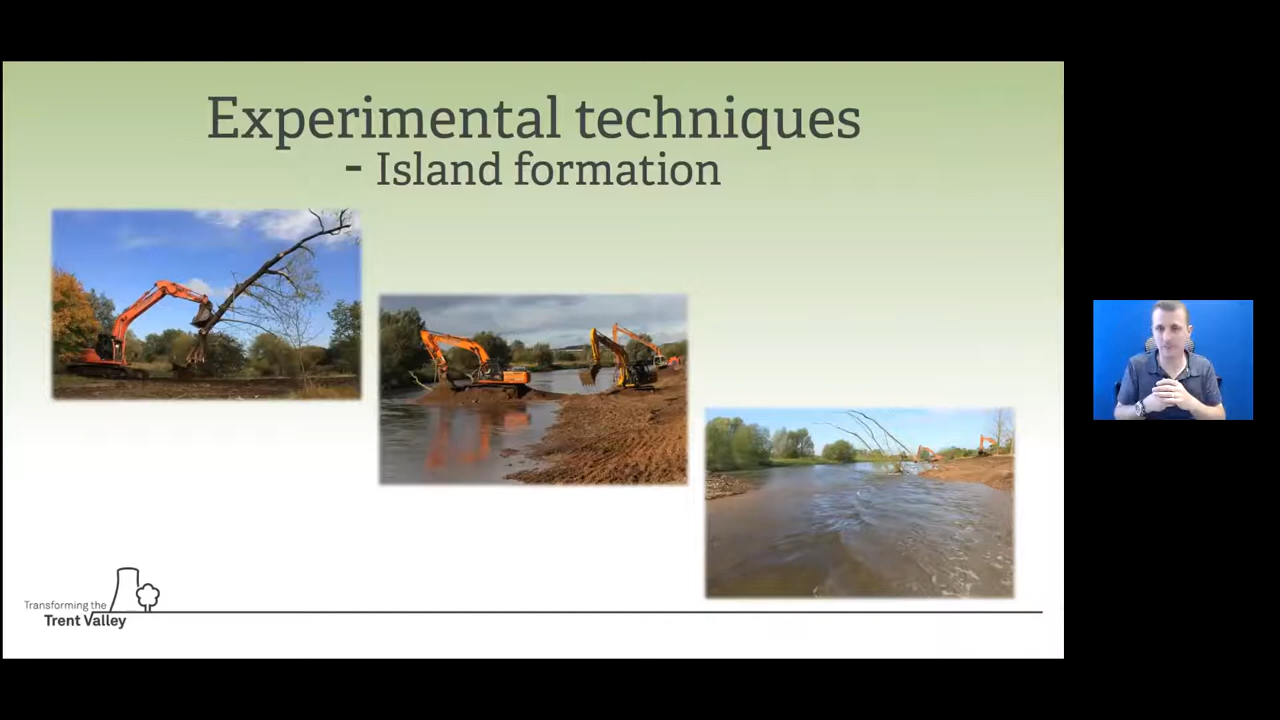 Experimental techniques
- Island formation
Transforming the
Trent Valley